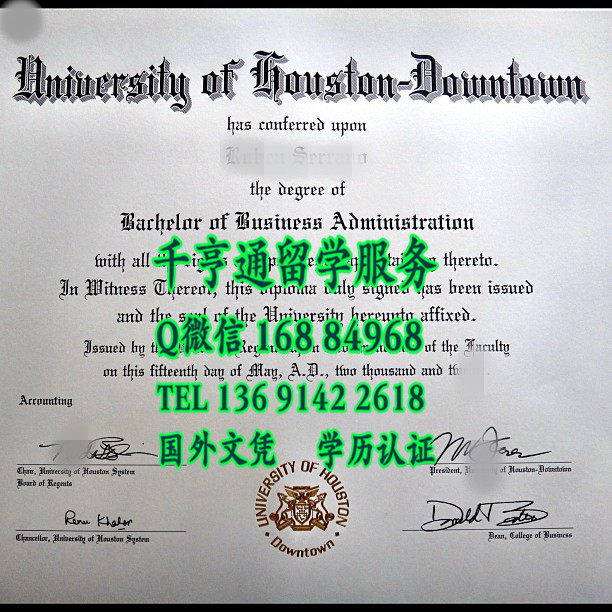 University of Houston-Downtown
has conferred upon
the degree of
Bachelor of Business Administration
with all thereto.
千亨通留学服务
In Witness Thereof, this diploma duly signed has been issued
and the seal of the University hereunto affixed.
Q微信 168 84968
Issued by of the Faculty
on this fifteenth day of May, A.D., two thousand and
TEL 136 9142 2618
Accounting
国外文凭 学历认证
Chair, University of Houston System
Board of Regents
President, of Houston-Downtown
UNIVERSITY OF HOUSTON
Downtown
Renu Khator
Chancellor, University of Houston System
Dean, College of Business